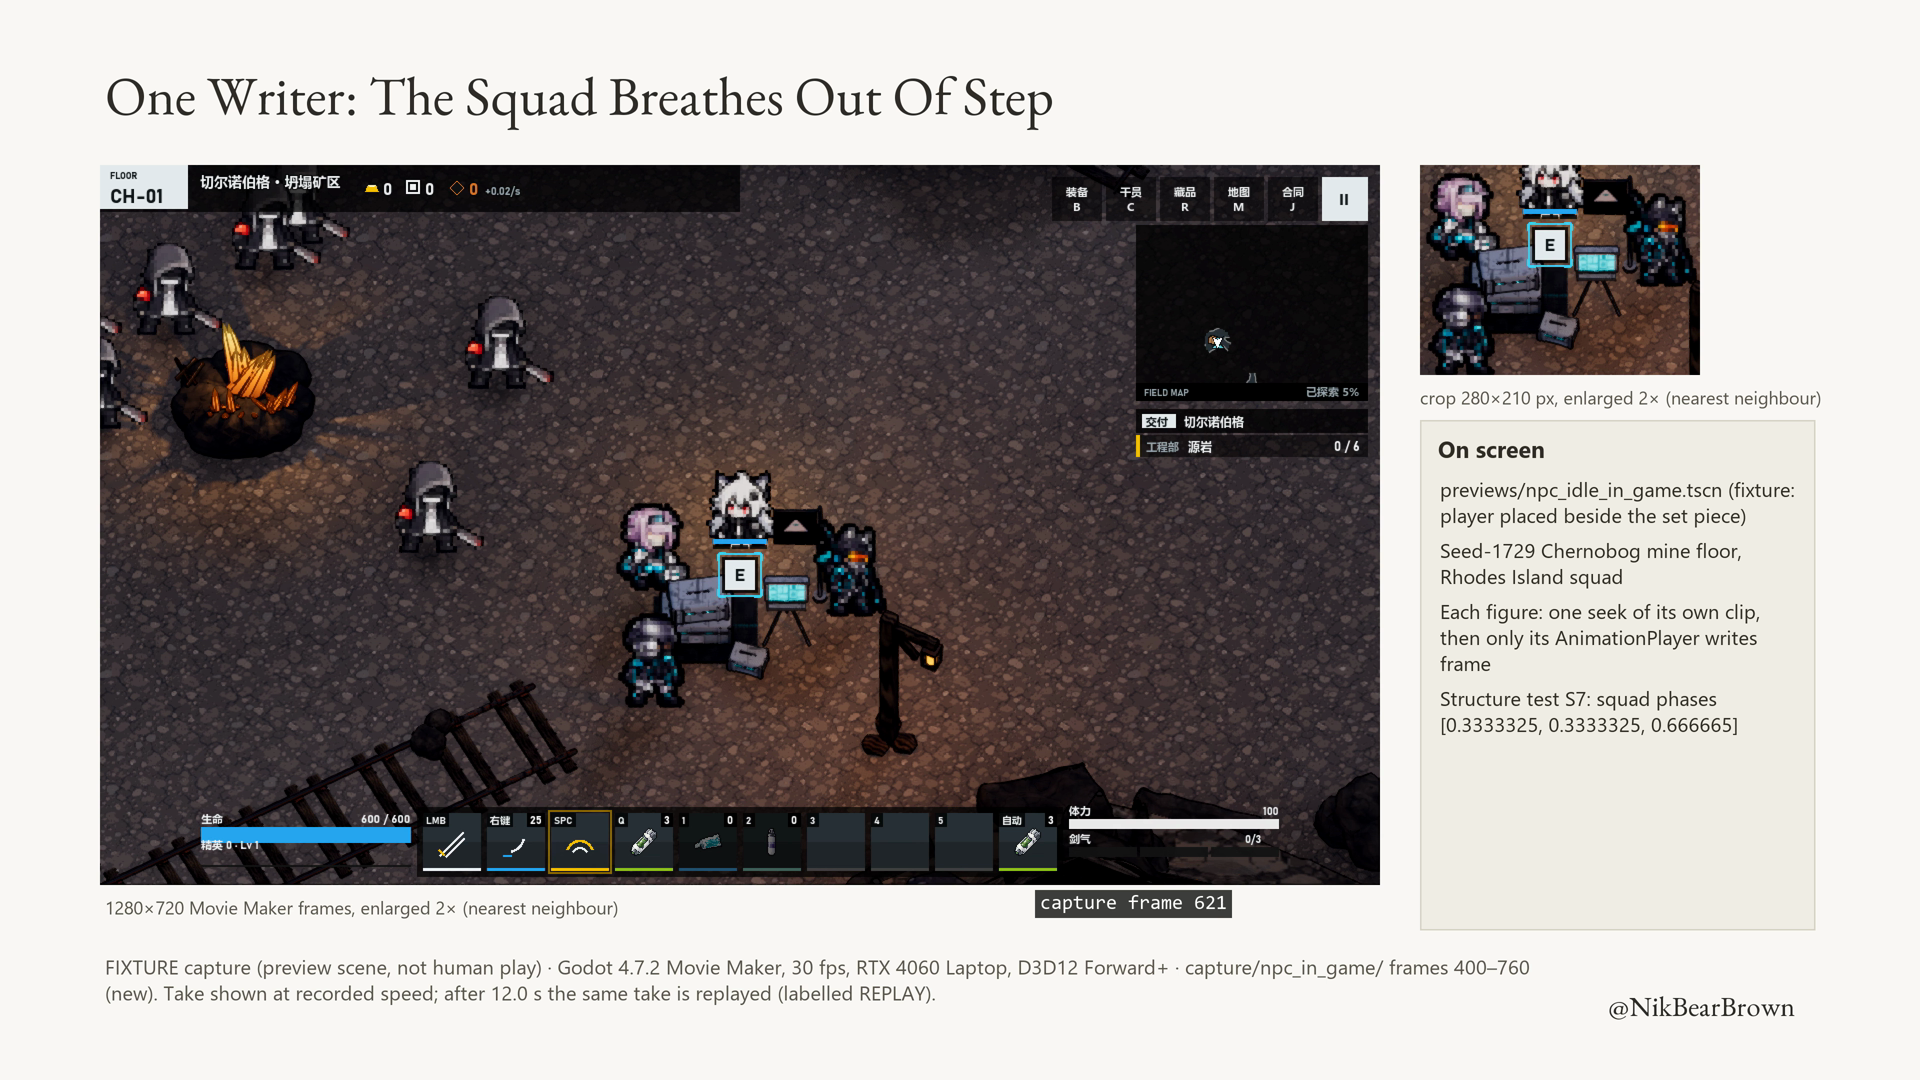 One Writer: The Squad Breathes Out Of Step
FLOOR
CH-01
切尔诺伯格·坍塌矿区
0 0 0 +0.02/s
装备 干员 藏品 地图 合同
B C R M J
FIELD MAP 已探索 5%
交付 切尔诺伯格
工程部 源岩 0 / 6
E
生命 600 / 600
精英 0 · Lv 1
LMB 右键 25 SPC Q 3 1 0 2 0 3 4 5 自动 3
体力 100
剑气 0/3
1280×720 Movie Maker frames, enlarged 2× (nearest neighbour)
capture frame 621
E
crop 280×210 px, enlarged 2× (nearest neighbour)
On screen
previews/npc_idle_in_game.tscn (fixture:
player placed beside the set piece)
Seed-1729 Chernobog mine floor,
Rhodes Island squad
Each figure: one seek of its own clip,
then only its AnimationPlayer writes
frame
Structure test S7: squad phases
[0.3333325, 0.3333325, 0.666665]
FIXTURE capture (preview scene, not human play) · Godot 4.7.2 Movie Maker, 30 fps, RTX 4060 Laptop, D3D12 Forward+ · capture/npc_in_game/ frames 400–760
(new). Take shown at recorded speed; after 12.0 s the same take is replayed (labelled REPLAY).
@NikBearBrown